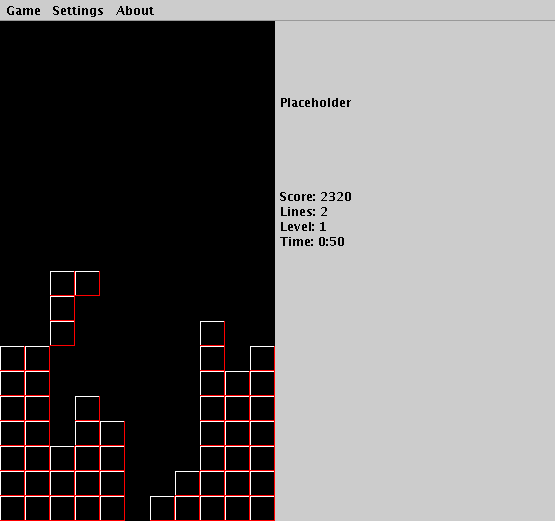 Game Settings About
Placeholder
Score: 2320
Lines: 2
Level: 1
Time: 0:50